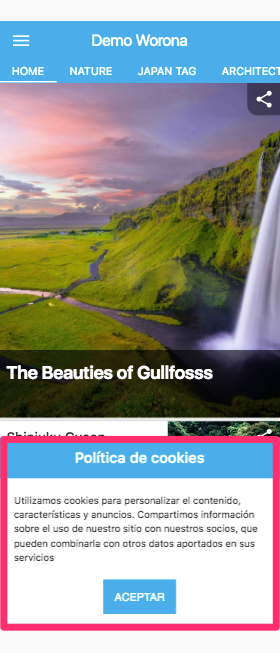 Demo Worona
HOME NATURE JAPAN TAG ARCHITECT
The Beauties of Gullfosss
Política de cookies
Utilizamos cookies para personalizar el contenido,
características y anuncios. Compartimos información
sobre el uso de nuestro sitio con nuestros socios, que
pueden combinarla con otros datos aportados en sus
servicios
ACEPTAR